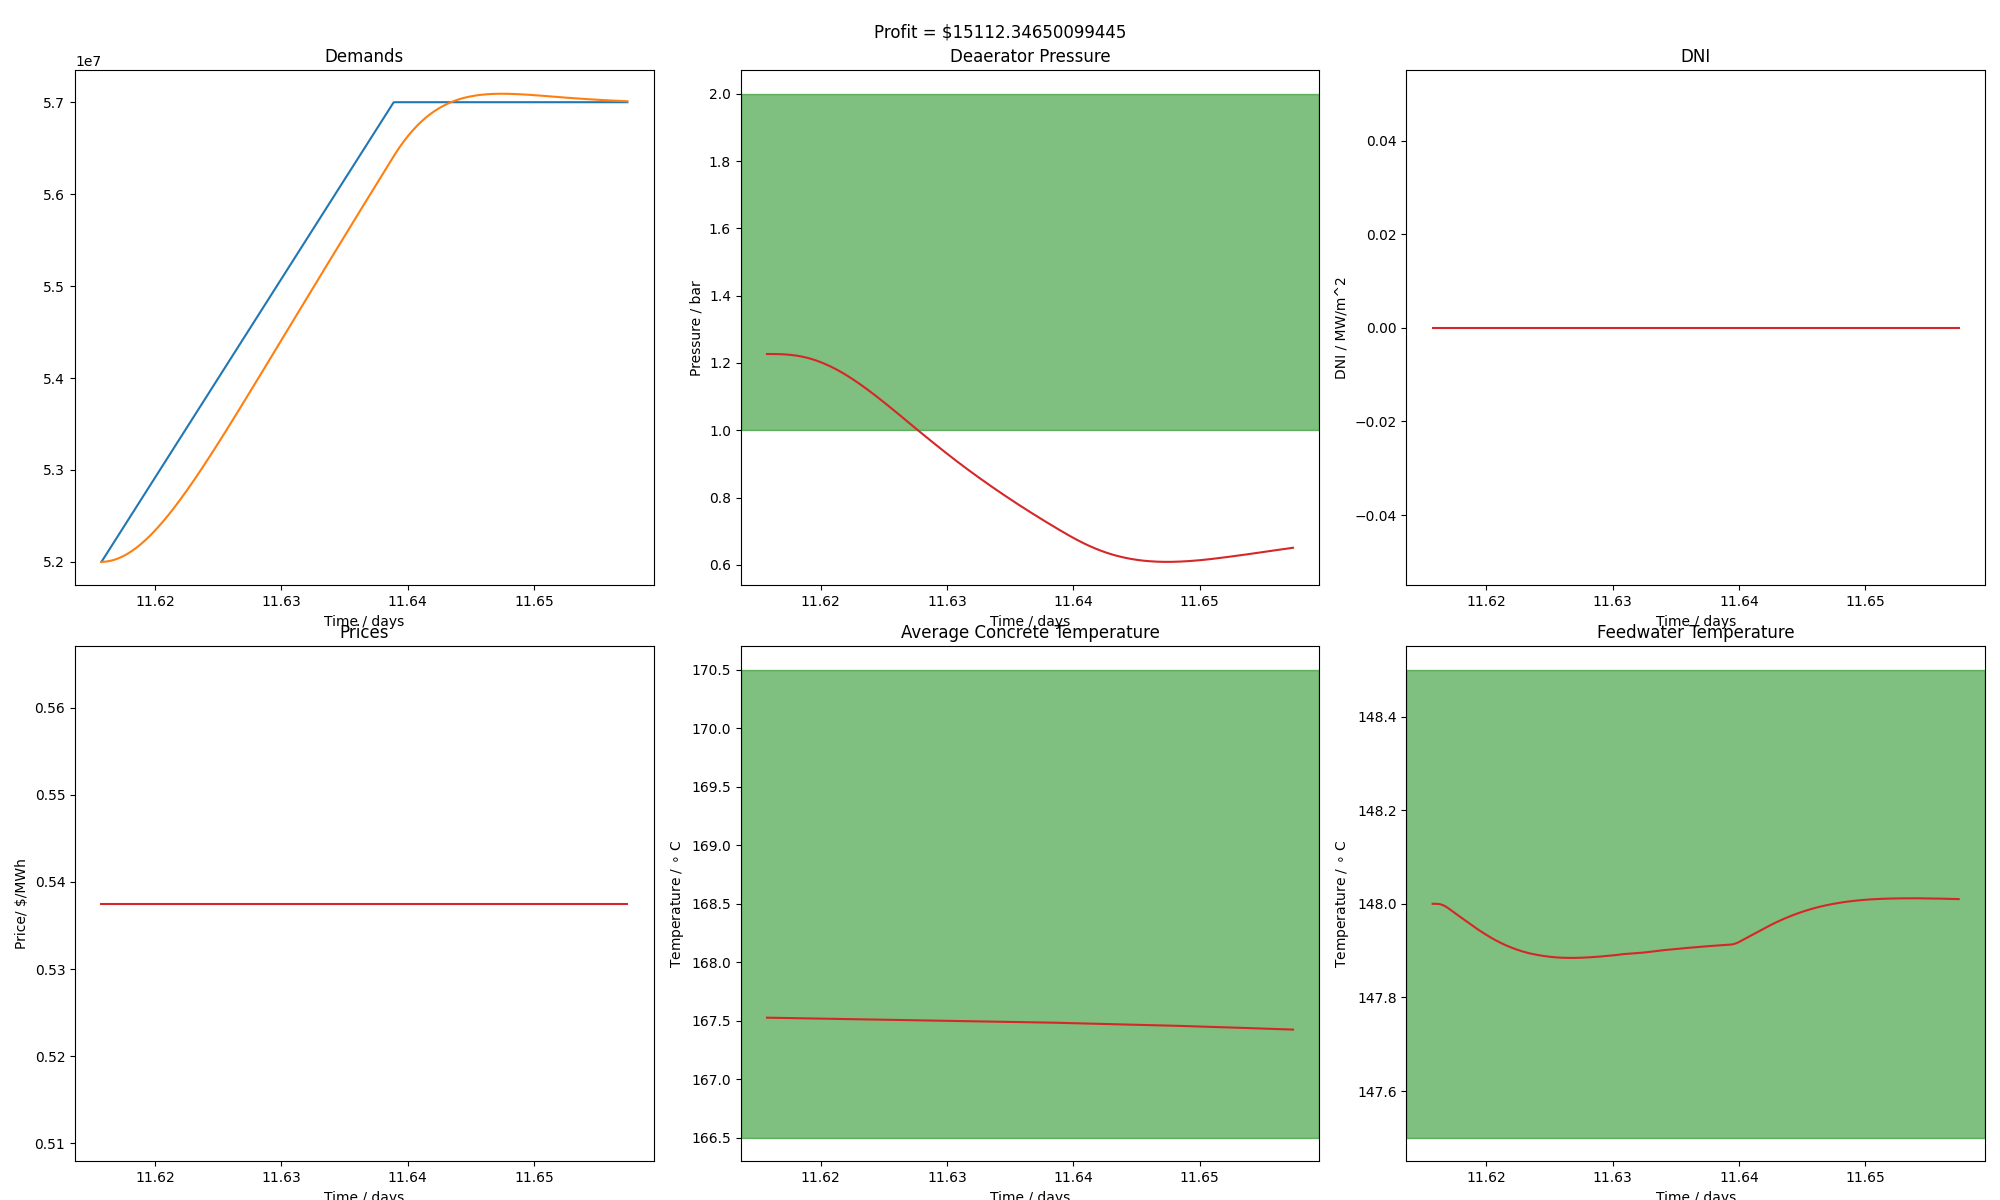 Profit = $15112.34650099445
Demands
1e7
5.7
5.6
5.5
5.4
5.3
5.2
11.62 11.63 11.64 11.65
Time / days
Deaerator Pressure
Pressure / bar
2.0
1.8
1.6
1.4
1.2
1.0
0.8
0.6
11.62 11.63 11.64 11.65
Time / days
DNI
DNI / MW/m^2
0.04
0.02
0.00
−0.02
−0.04
11.62 11.63 11.64 11.65
Time / days
Prices
Price/ $/MWh
0.56
0.55
0.54
0.53
0.52
0.51
11.62 11.63 11.64 11.65
Time / days
Average Concrete Temperature
Temperature / ∘ C
170.5
170.0
169.5
169.0
168.5
168.0
167.5
167.0
166.5
11.62 11.63 11.64 11.65
Time / days
Feedwater Temperature
Temperature / ∘ C
148.4
148.2
148.0
147.8
147.6
11.62 11.63 11.64 11.65
Time / days